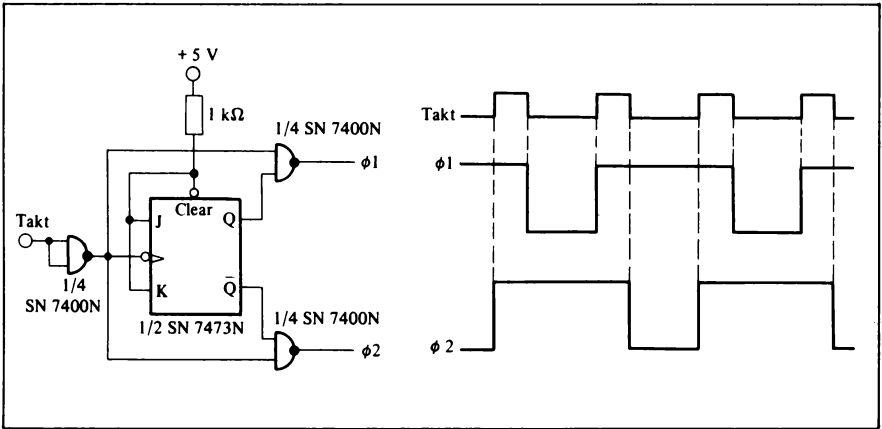 + 5 V
1 kΩ
1/4 SN 7400N
ϕ1
Clear
J
Q
Takt
K
Q̅
1/4
SN 7400N
1/2 SN 7473N
1/4 SN 7400N
ϕ2
Takt
ϕ1
ϕ 2